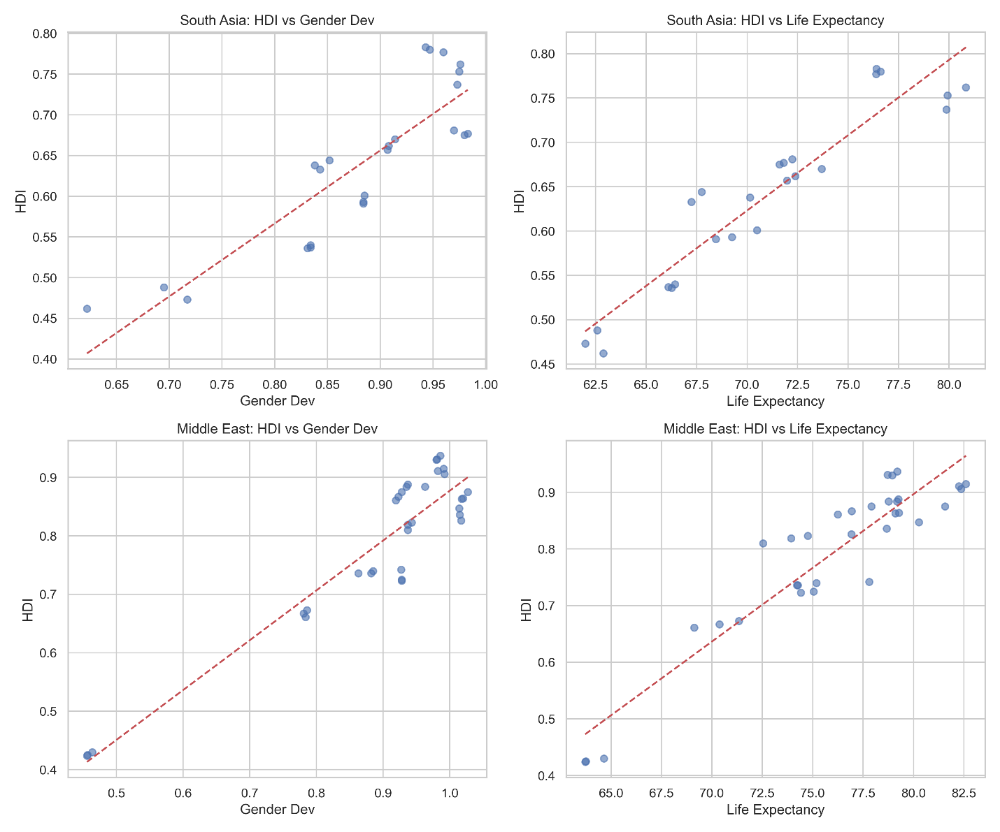 South Asia: HDI vs Gender Dev
HDI
0.80
0.75
0.70
0.65
0.60
0.55
0.50
0.45
0.40
0.65 0.70 0.75 0.80 0.85 0.90 0.95 1.00
Gender Dev
South Asia: HDI vs Life Expectancy
HDI
0.80
0.75
0.70
0.65
0.60
0.55
0.50
0.45
62.5 65.0 67.5 70.0 72.5 75.0 77.5 80.0
Life Expectancy
Middle East: HDI vs Gender Dev
HDI
0.9
0.8
0.7
0.6
0.5
0.4
0.5 0.6 0.7 0.8 0.9 1.0
Gender Dev
Middle East: HDI vs Life Expectancy
HDI
0.9
0.8
0.7
0.6
0.5
0.4
65.0 67.5 70.0 72.5 75.0 77.5 80.0 82.5
Life Expectancy